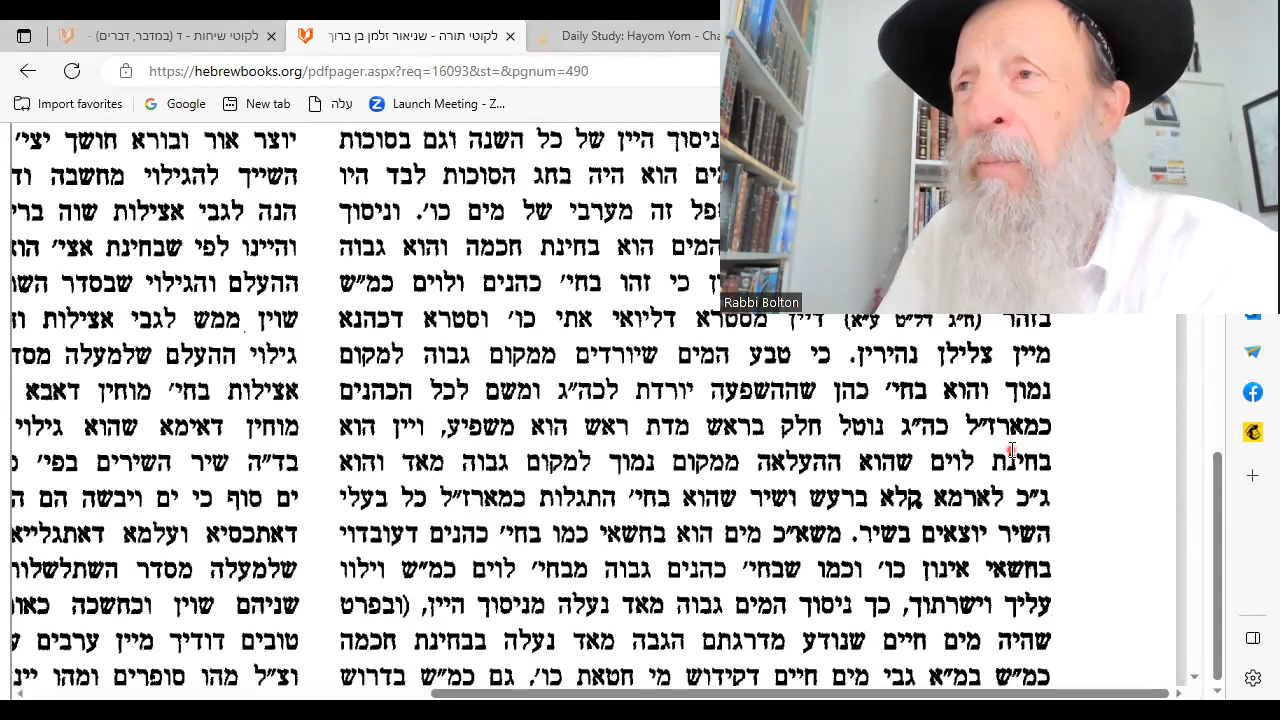 לקוטי שיחות - ד (במדבר, דברים) -
לקוטי תורה - שניאור זלמן בן ברוך
Daily Study: Hayom Yom - Cha
https://hebrewbooks.org/pdfpager.aspx?req=16093&st=&pgnum=490
Import favorites
Google
New tab
עלה
Launch Meeting - Z...
Rabbi Bolton
ניסוך היין של כל השנה וגם בסוכות
מים הוא היה בחג הסוכות לבד היו
ספל זה מערבי של מים כו׳. וניסוך
המים הוא בחינת חכמה והוא גבוה
כי זהו בחי׳ כהנים ולוים כמ״ש
בזהר (ח״ג דל״ט ע״א) דיין מסטרא דליואי אתי כו׳ וסטרא דכהנא
מיין צלילן נהירין. כי טבע המים שיורדים ממקום גבוה למקום
נמוך והוא בחי׳ כהן שההשפעה יורדת לכה״ג ומשם לכל הכהנים
כמארז״ל כה״ג נוטל חלק בראש מדת ראש הוא משפיע, ויין הוא
בחינת לוים שהוא ההעלאה ממקום נמוך למקום גבוה מאד והוא
ג״כ לארמא קלא ברעש ושיר שהוא בחי׳ התגלות כמארז״ל כל בעלי
השיר יוצאים בשיר. משא״כ מים הוא בחשאי כמו בחי׳ כהנים דעובדוי
בחשאי אינון כו׳ וכמו שבחי׳ כהנים גבוה מבחי׳ לוים כמ״ש וילוו
עליך וישרתוך, כך ניסוך המים גבוה מאד נעלה מניסוך היין, (ובפרט
שהיה מים חיים שנודע מדרגתם הגבה מאד נעלה בבחינת חכמה
כמ״ש במ״א גבי מים חיים דקידוש מי חטאת כו׳, גם כמ״ש בדרוש
יוצר אור ובורא חושך יצי׳
השייך להגילוי מחשבה וד
הנה לגבי אצילות שוה ברי
והיינו לפי שבחינת אצי׳ הוא
ההעלם והגילוי שבסדר השו
שוין ממש לגבי אצילות וז
גילוי ההעלם שלמעלה מסד
אצילות בחי׳ מוחין דאבא
מוחין דאימא שהוא גילוי
בד״ה שיר השירים בפי׳
ים סוף כי ים ויבשה הם ה
דאתכסיא ועלמא דאתגלייא
שלמעלה מסדר השתלשלות
שניהם שוין וכחשכה כאור
טובים דודיך מיין ערבים
וצ״ל מהו סופרים ומהו יינ